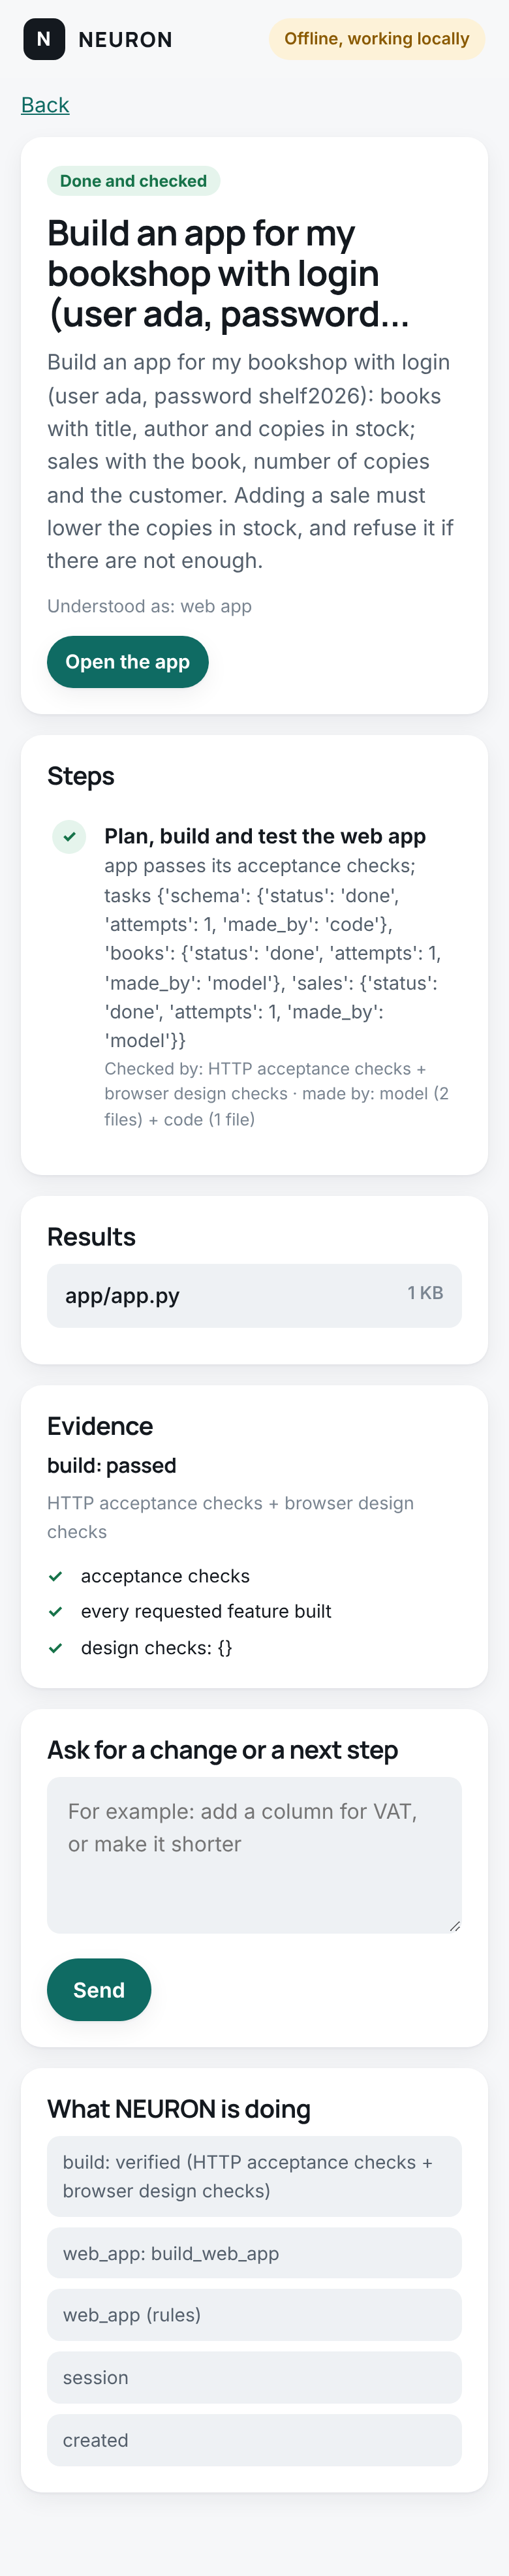 N NEURON Offline, working locally
Back
Done and checked
Build an app for my
bookshop with login
(user ada, password...
Build an app for my bookshop with login
(user ada, password shelf2026): books
with title, author and copies in stock;
sales with the book, number of copies
and the customer. Adding a sale must
lower the copies in stock, and refuse it if
there are not enough.
Understood as: web app
Open the app
Steps
✓ Plan, build and test the web app
app passes its acceptance checks;
tasks {'schema': {'status': 'done',
'attempts': 1, 'made_by': 'code'},
'books': {'status': 'done', 'attempts': 1,
'made_by': 'model'}, 'sales': {'status':
'done', 'attempts': 1, 'made_by':
'model'}}
Checked by: HTTP acceptance checks +
browser design checks · made by: model (2
files) + code (1 file)
Results
app/app.py 1 KB
Evidence
build: passed
HTTP acceptance checks + browser design
checks
✓ acceptance checks
✓ every requested feature built
✓ design checks: {}
Ask for a change or a next step
For example: add a column for VAT,
or make it shorter
Send
What NEURON is doing
build: verified (HTTP acceptance checks +
browser design checks)
web_app: build_web_app
web_app (rules)
session
created